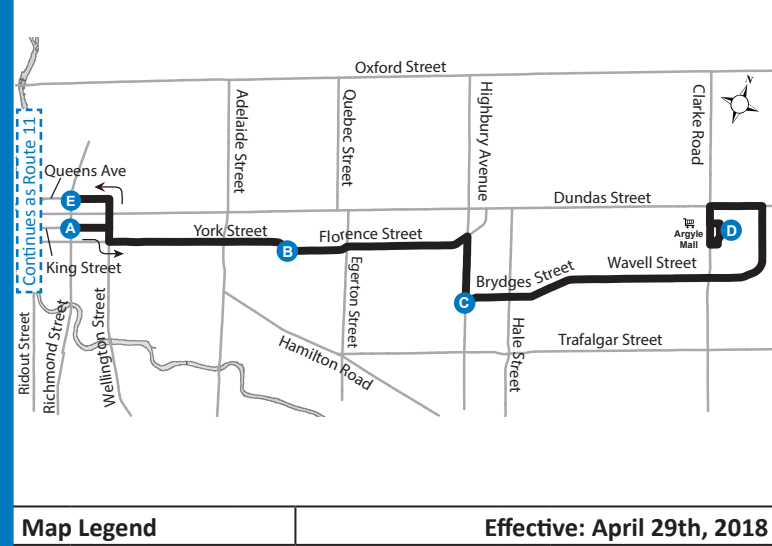 Oxford Street
Adelaide Street
Quebec Street
Highbury Avenue
Clarke Road
N
Continues as Route 11
Queens Ave
E
A
King Street
Dundas Street
York Street
B
Florence Street
D
Argyle
Mall
Wavell Street
Brydges Street
C
Egerton Street
Hale Street
Trafalgar Street
Hamilton Road
Ridout Street
Richmond Street
Wellington Street
Map Legend
Effective: April 29th, 2018